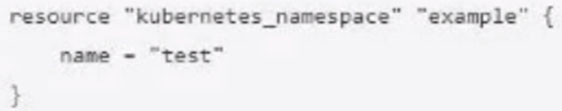 resource "kubernetes_namespace" "example" {
name = "test"
}